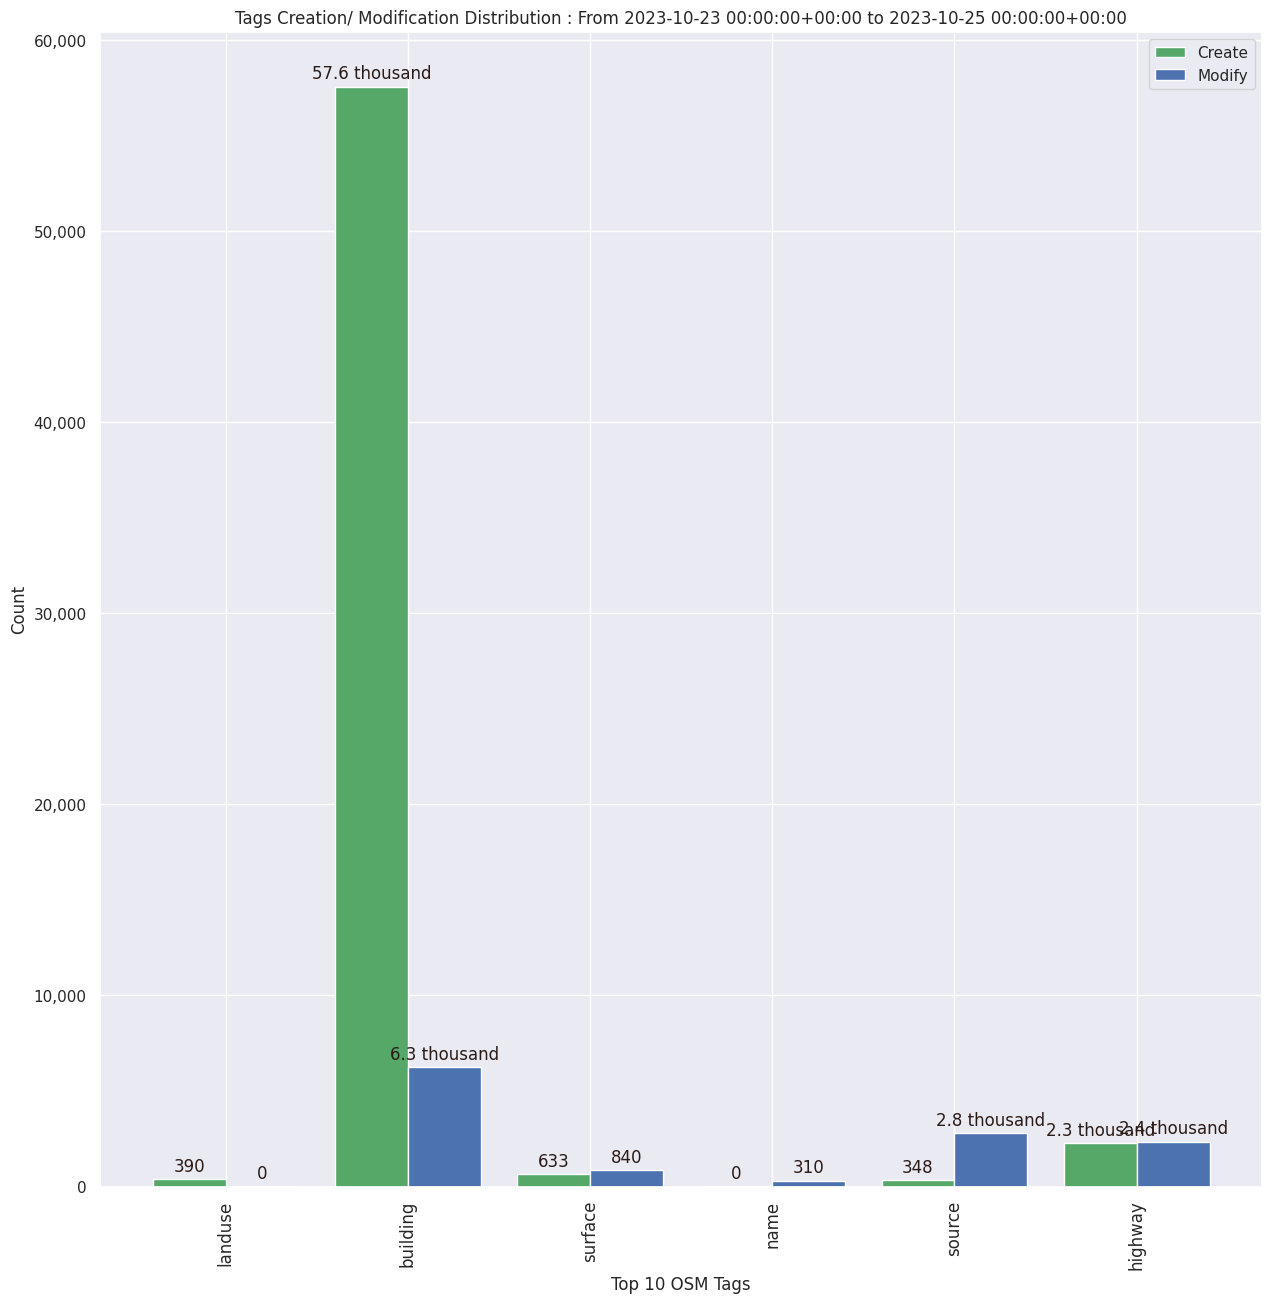 Tags Creation/ Modification Distribution : From 2023-10-23 00:00:00+00:00 to 2023-10-25 00:00:00+00:00
Create
Modify
60,000
50,000
40,000
30,000
20,000
10,000
0
Count
57.6 thousand
6.3 thousand
390
0
633
840
0
310
348
2.8 thousand
2.3 thousand
2.4 thousand
landuse
building
surface
name
source
highway
Top 10 OSM Tags